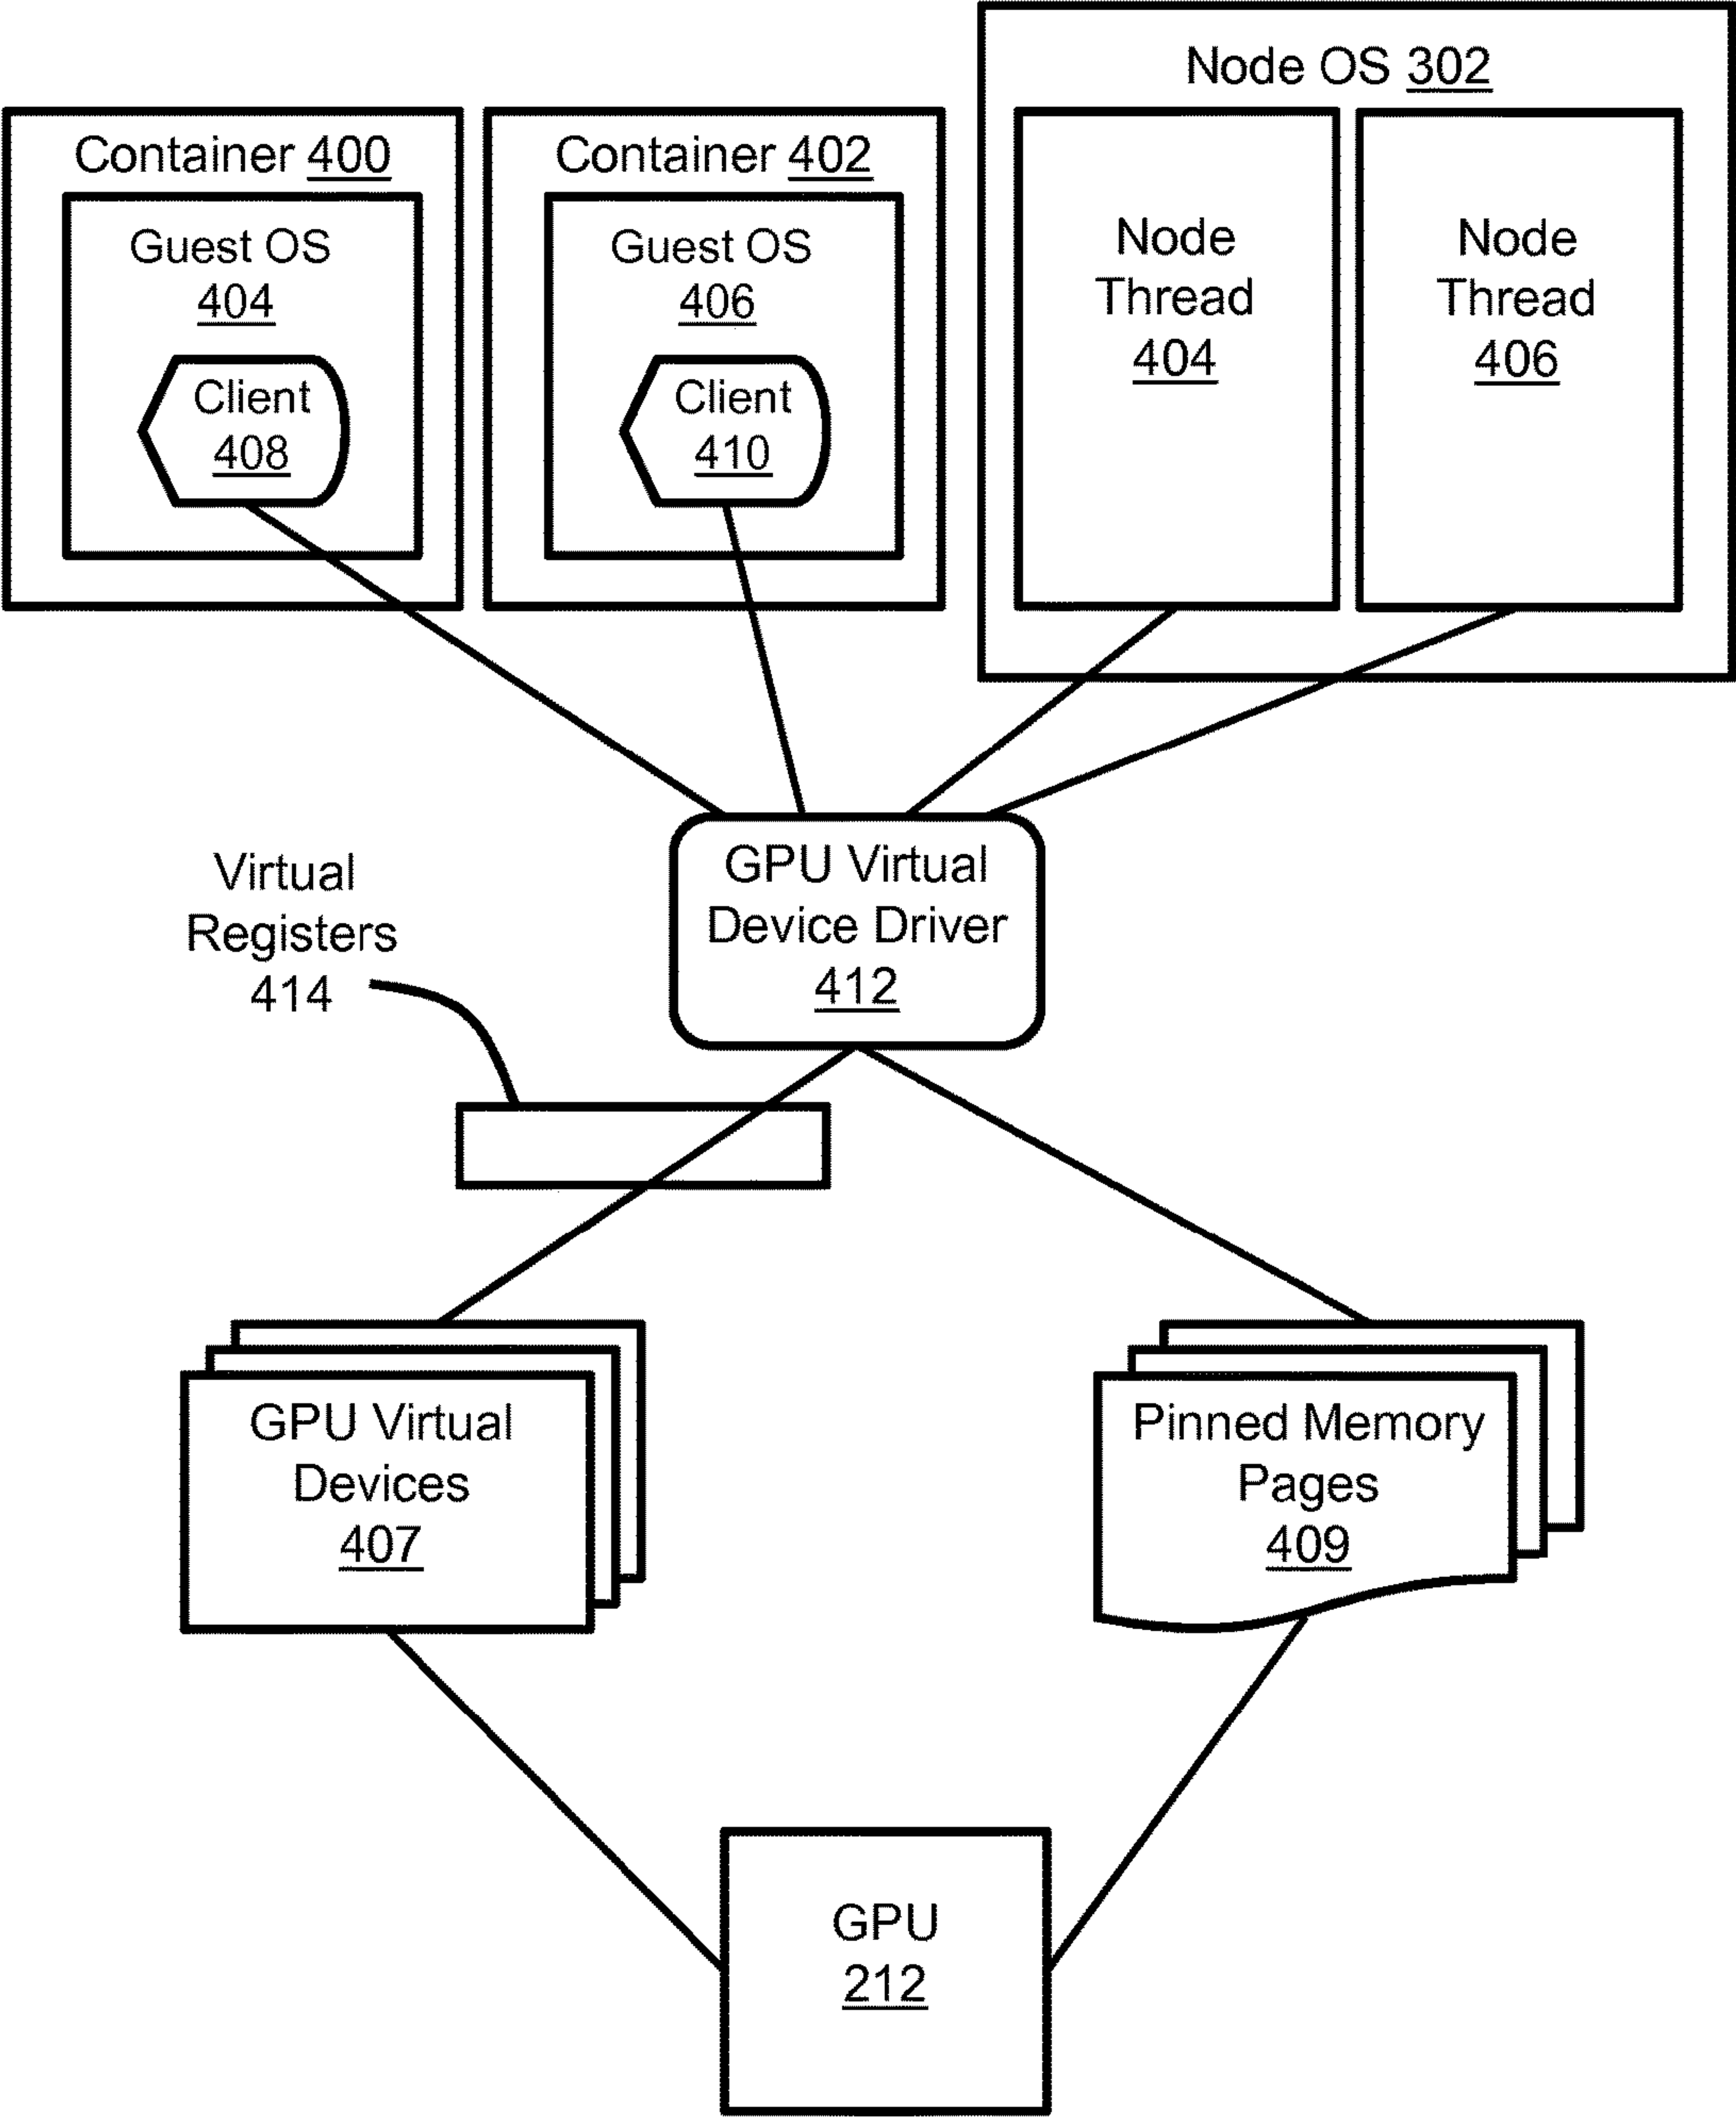 Node OS 302
Container 400
Guest OS
404
Client
408
Container 402
Guest OS
406
Client
410
Node
Thread
404
Node
Thread
406
GPU Virtual
Device Driver
412
Virtual
Registers
414
GPU Virtual
Devices
407
Pinned Memory
Pages
409
GPU
212